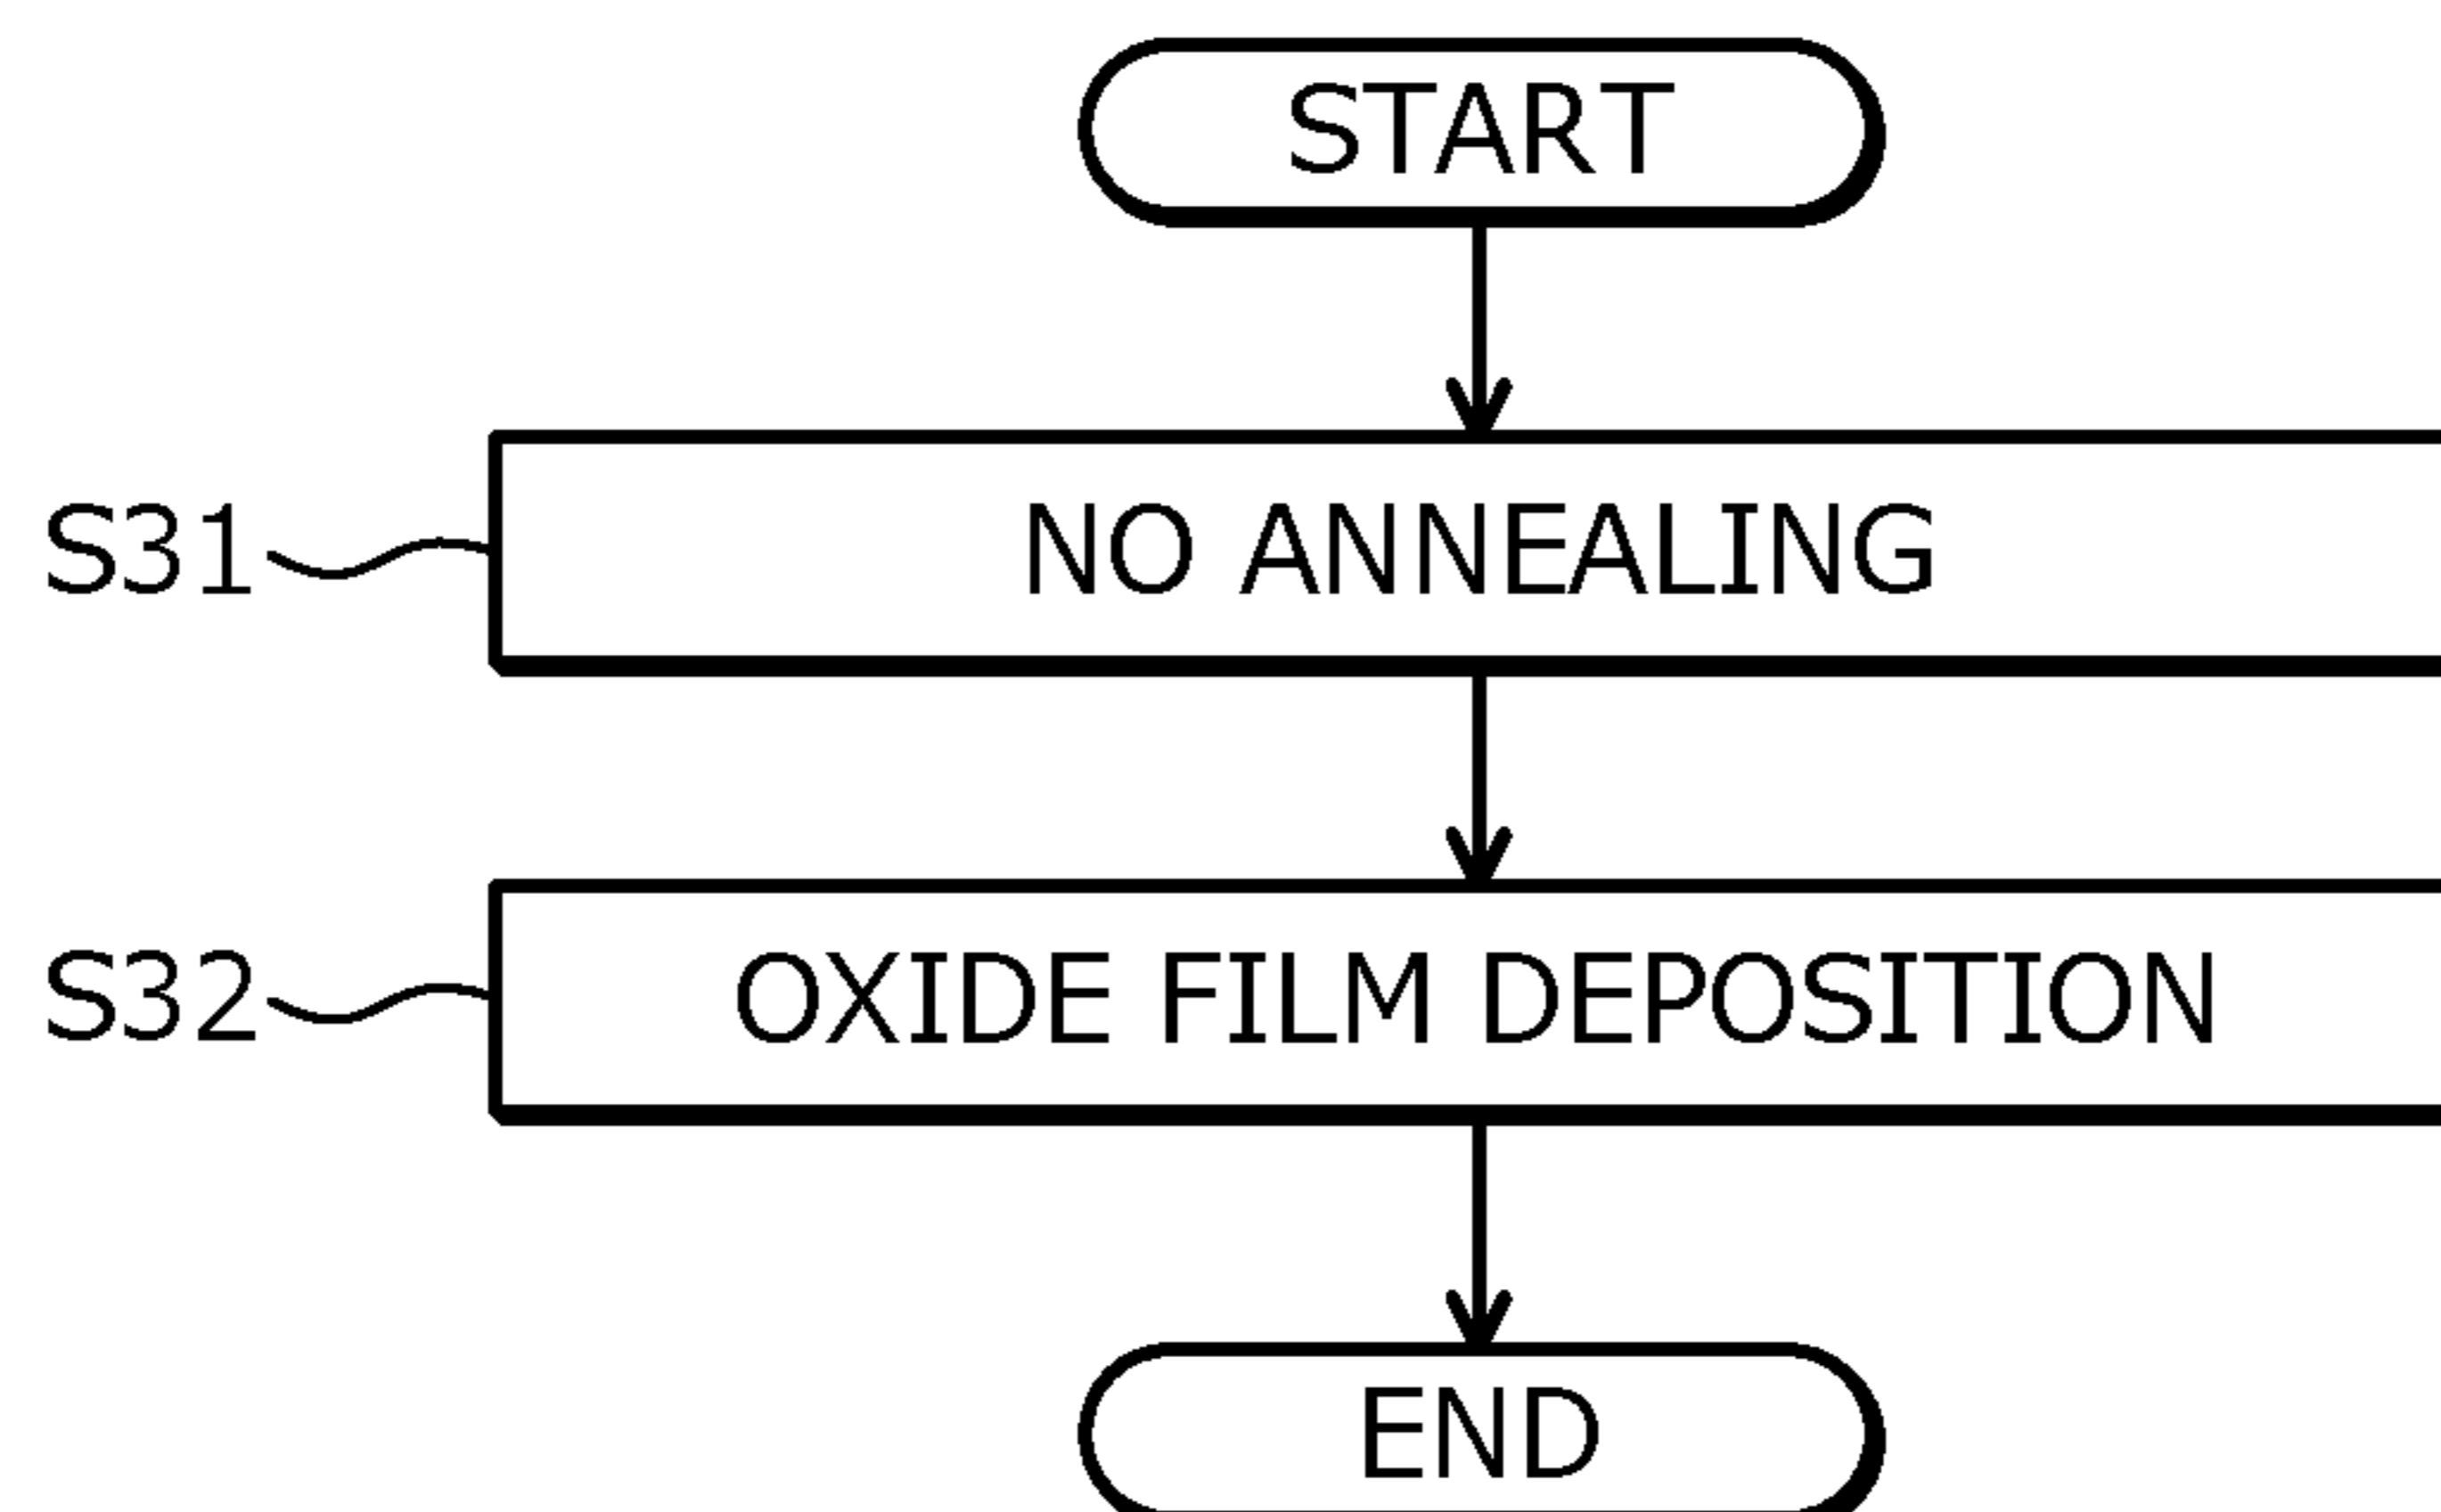 START
S31 NO ANNEALING
S32 OXIDE FILM DEPOSITION
END